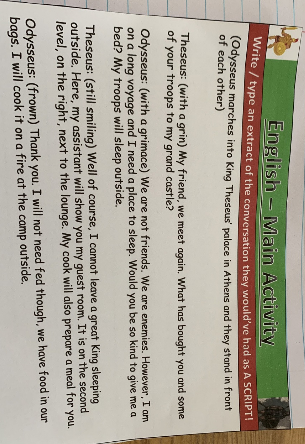 English - Main Activity
Write / type an extract of the conversation they would've had as A SCRIPT!
(Odysseus marches into King Theseus' palace in Athens and they stand in front
of each other)
Theseus: (with a grin) My friend, we meet again. What has bought you and some
of your troops to my grand castle?
Odysseus: (with a grimace) We are not friends. We are enemies. However, I am
on a long voyage and I need a place to sleep. Would you be so kind to give me a
bed? My troops will sleep outside.
Theseus: (still smiling) Well of course, I cannot leave a great King sleeping
outside. Here, my assistant will show you my guest room. It is on the second
level, on the right, next to the lounge. My cook will also prepare a meal for you.
Odysseus: (frown) Thank you. I will not need fed though, we have food in our
bags. I will cook it on a fire at the camp outside.